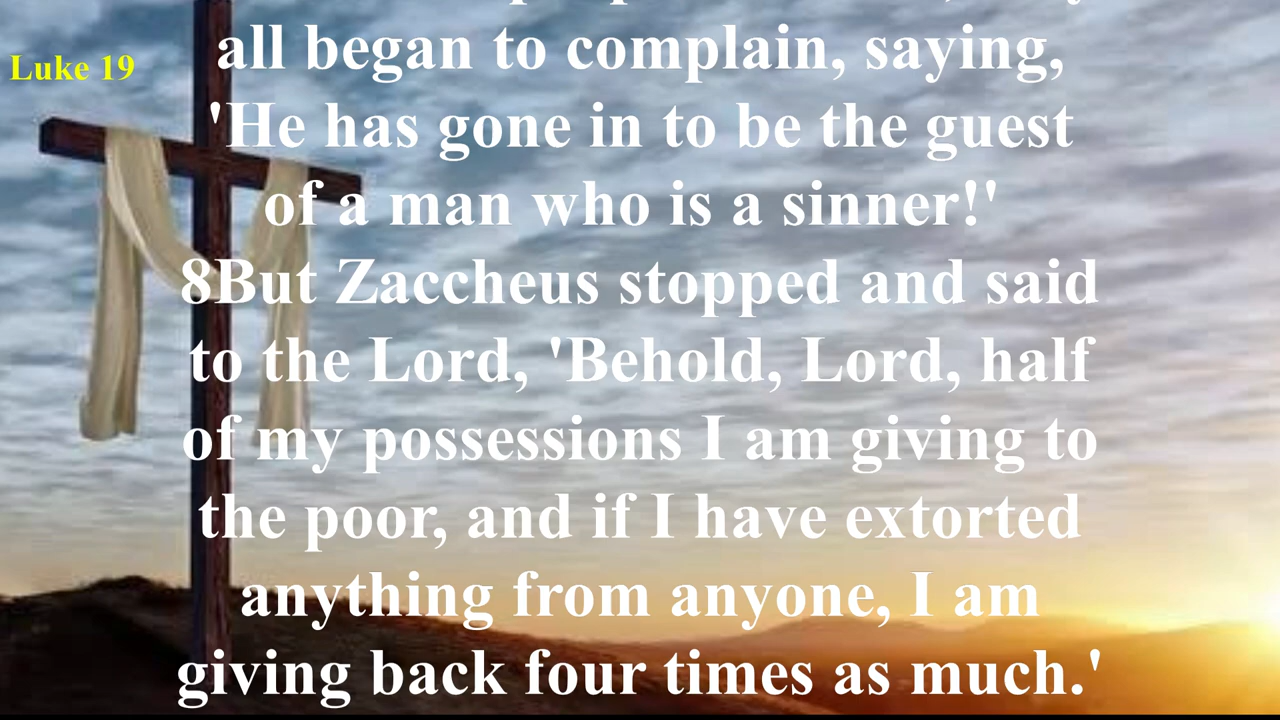 Luke 19
all began to complain, saying,
'He has gone in to be the guest
of a man who is a sinner!'
8But Zaccheus stopped and said
to the Lord, 'Behold, Lord, half
of my possessions I am giving to
the poor, and if I have extorted
anything from anyone, I am
giving back four times as much.'